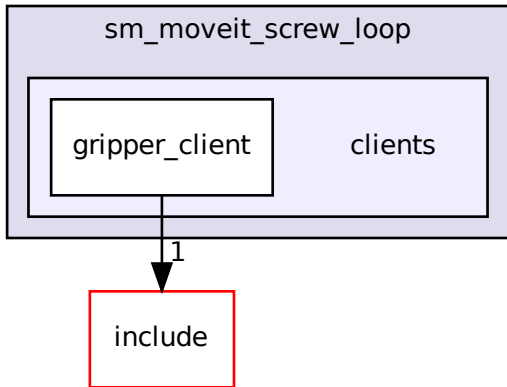 sm_moveit_screw_loop
gripper_client
clients
1
include